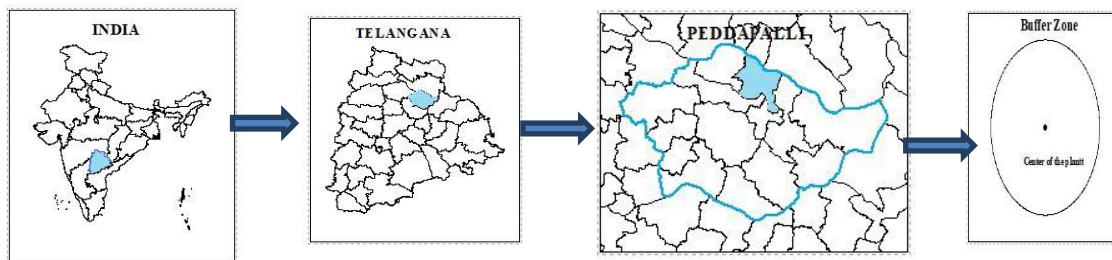 INDIA
TELANGANA
PEDDAPALLI
Buffer Zone
Center of the plantt